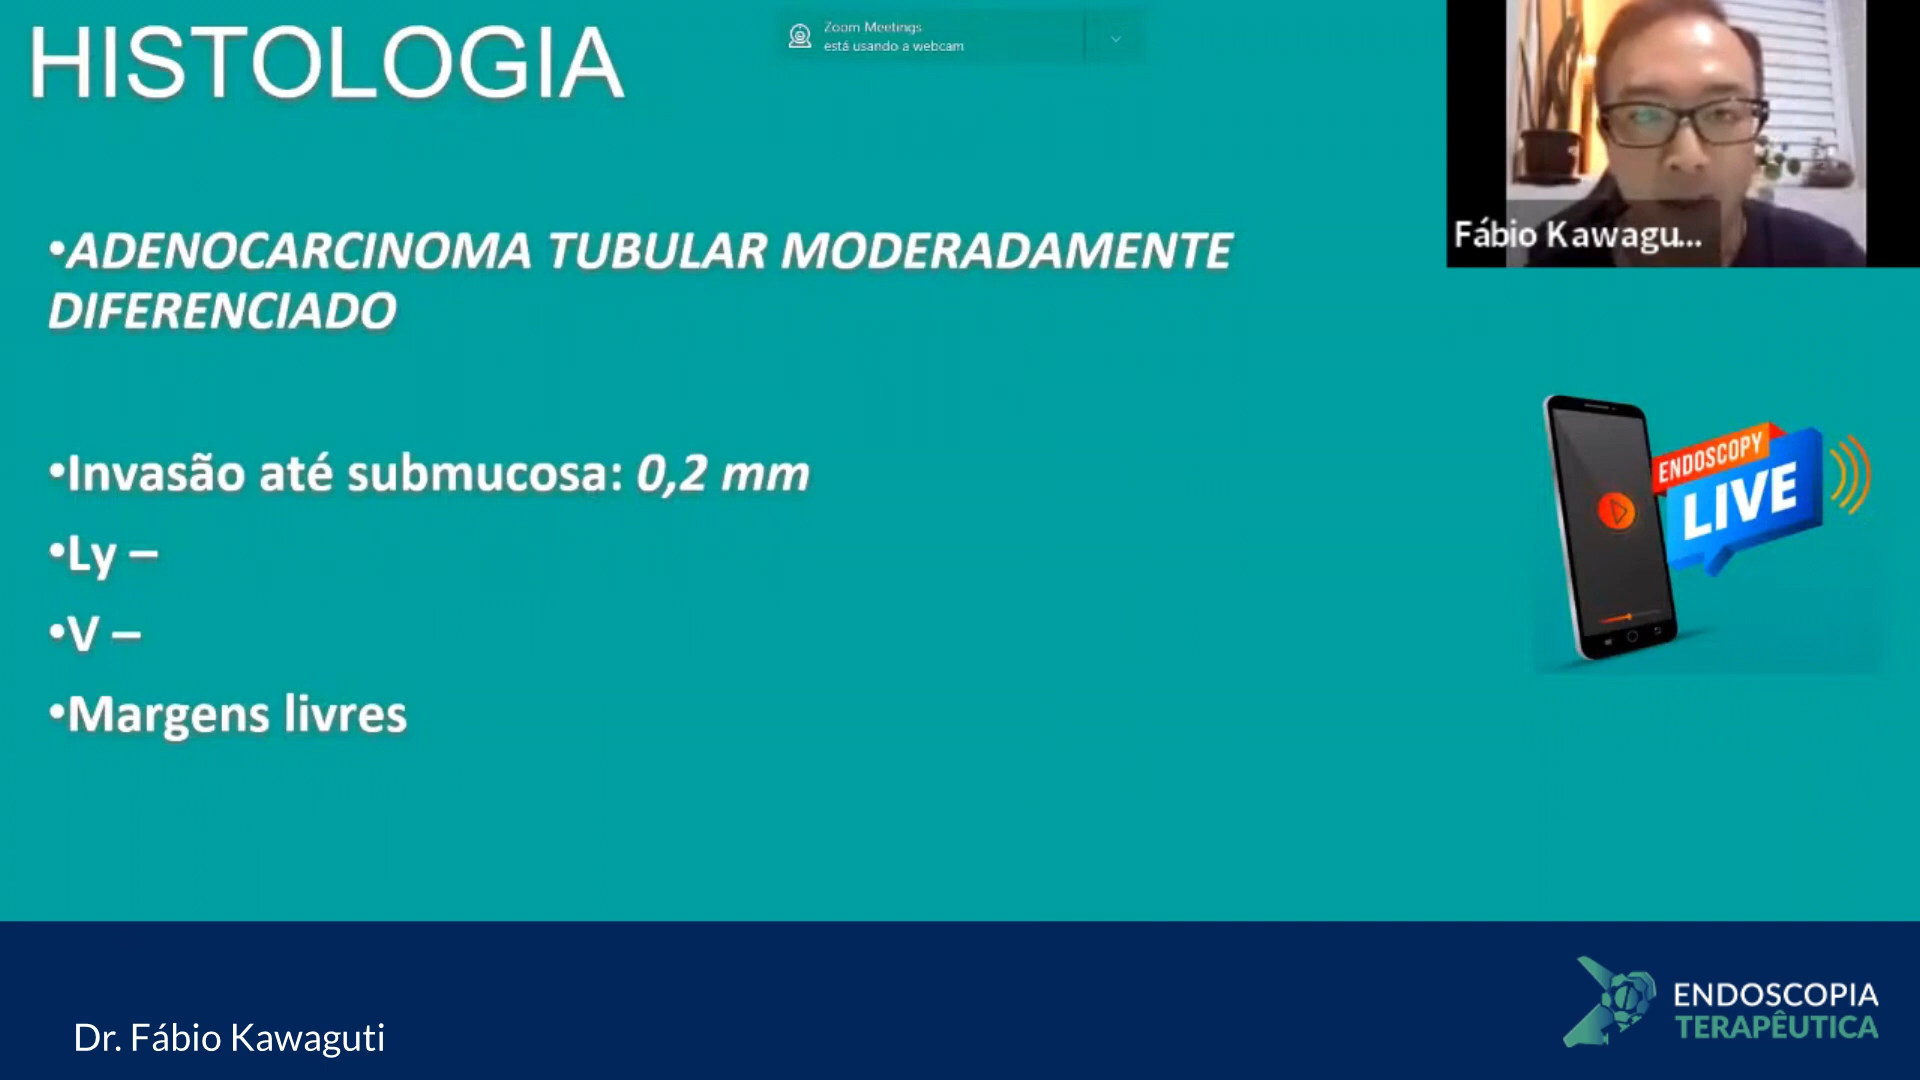 HISTOLOGIA
Zoom Meetings
está usando a webcam
Fábio Kawagu...
•ADENOCARCINOMA TUBULAR MODERADAMENTE
DIFERENCIADO
•Invasão até submucosa: 0,2 mm
•Ly –
•V –
•Margens livres
ENDOSCOPY
LIVE
Dr. Fábio Kawaguti
ENDOSCOPIA
TERAPÊUTICA